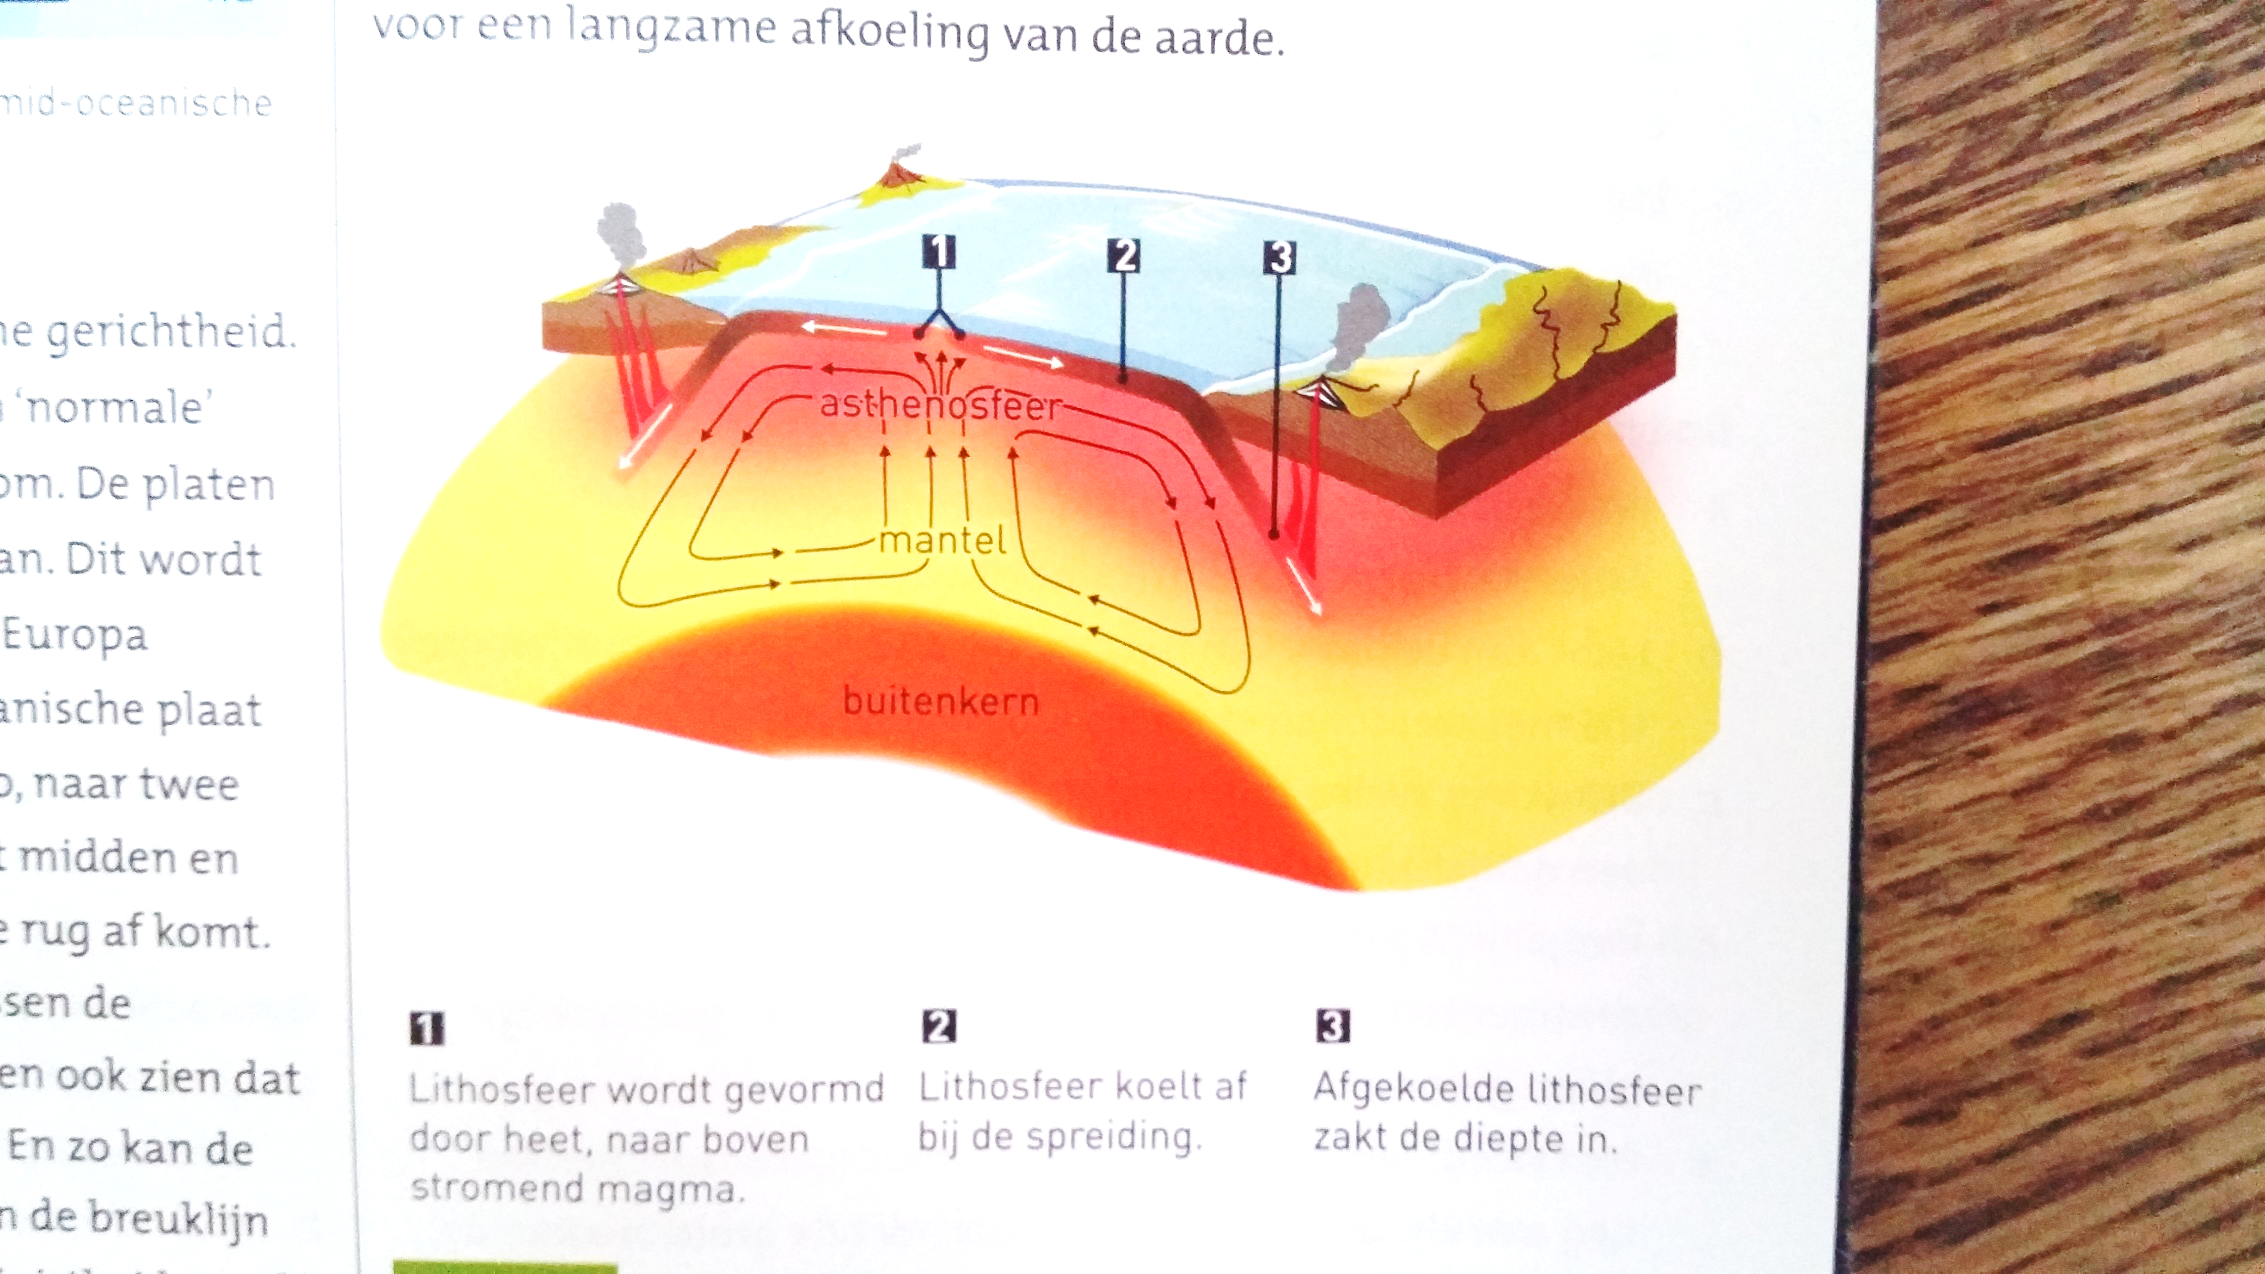 mid-oceanische
gerichtheid.
'normale'
om. De platen
an. Dit wordt
Europa
anische plaat
o, naar twee
midden en
rug af komt.
ssen de
en ook zien dat
En zo kan de
de breuklijn
voor een langzame afkoeling van de aarde.
1
2
3
asthenosfeer
mantel
buitenkern
1
Lithosfeer wordt gevormd
door heet, naar boven
stromend magma.
2
Lithosfeer koelt af
bij de spreiding.
3
Afgekoelde lithosfeer
zakt de diepte in.